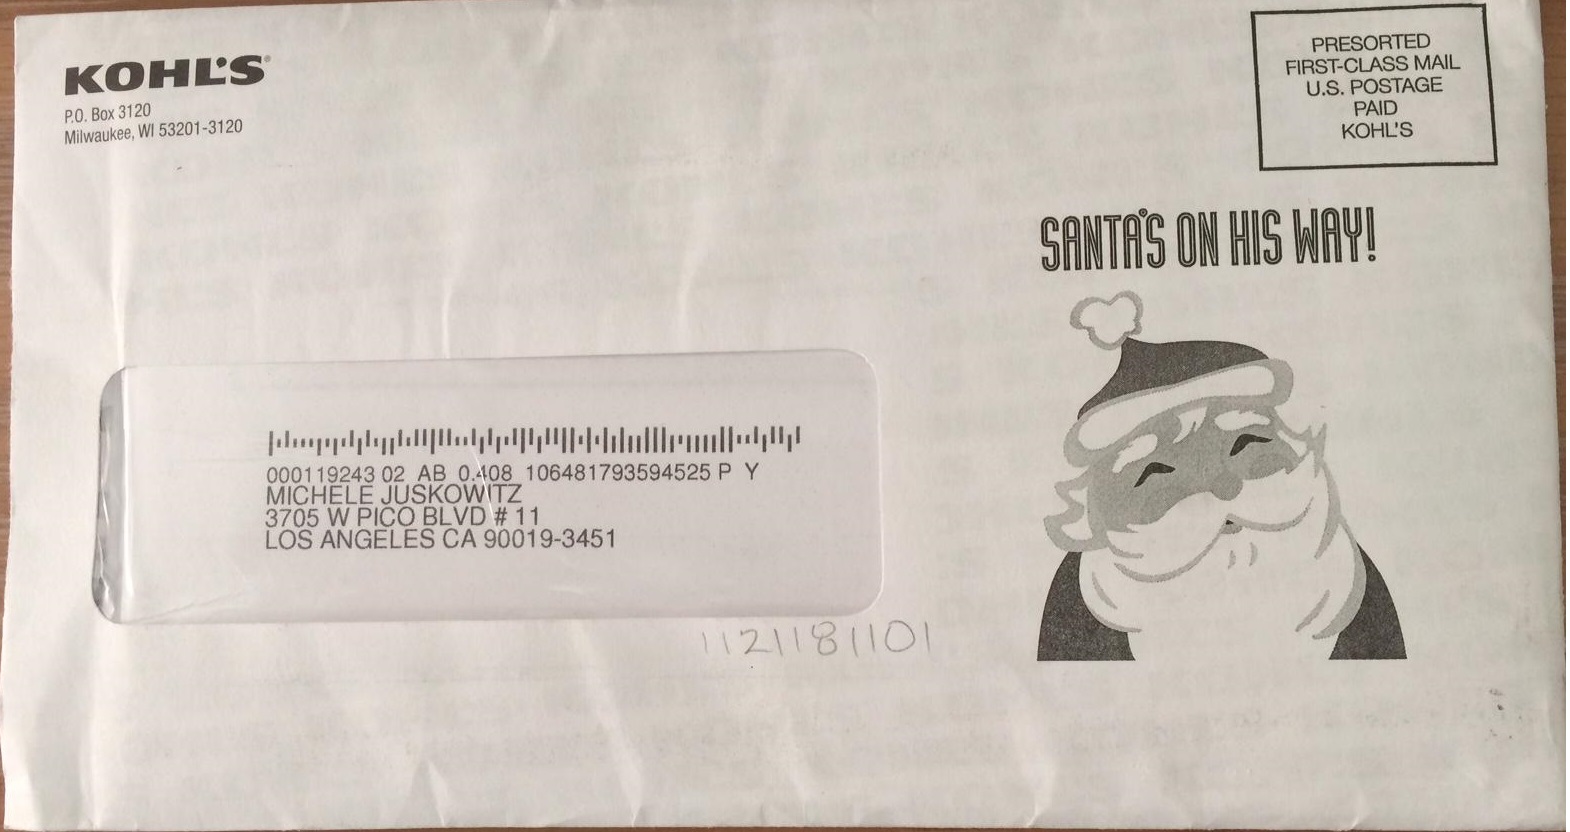 KOHL'S
P.O. Box 3120
Milwaukee, WI 53201-3120
PRESORTED
FIRST-CLASS MAIL
U.S. POSTAGE
PAID
KOHL'S
SANTA'S ON HIS WAY!
000119243 02 AB 0.408 106481793594525 P Y
MICHELE JUSKOWITZ
3705 W PICO BLVD # 11
LOS ANGELES CA 90019-3451
1121181101